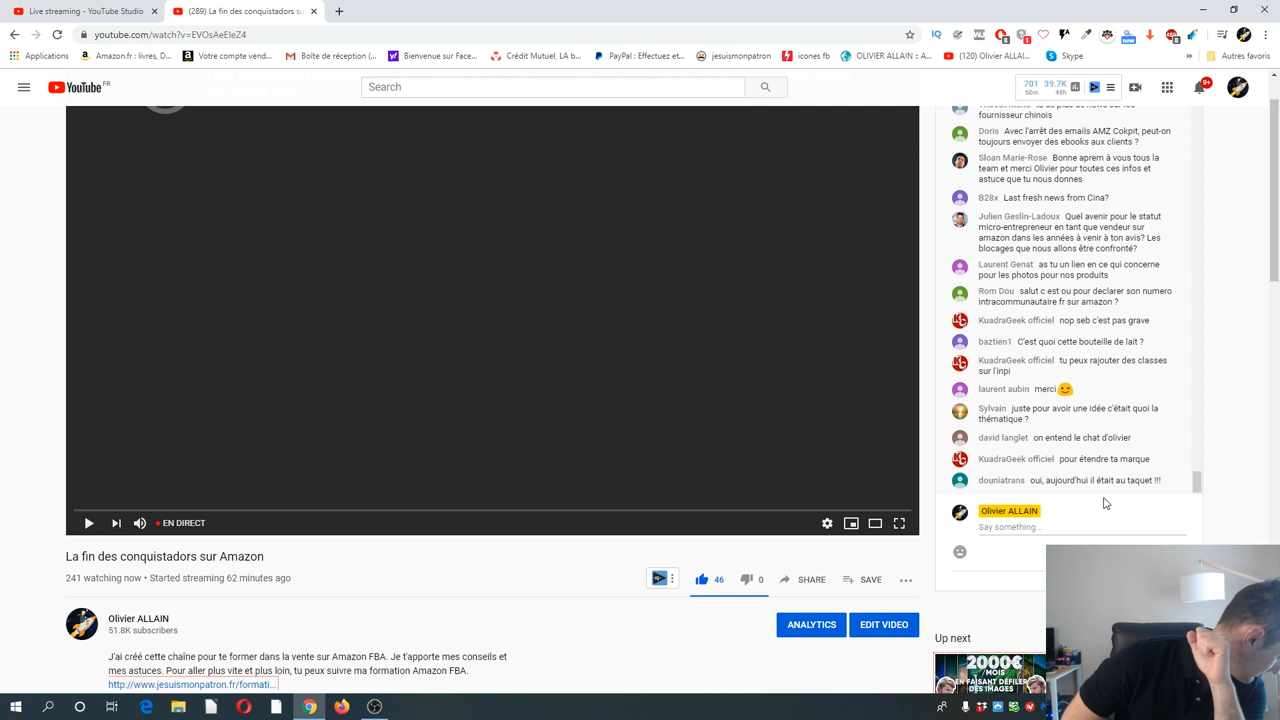 Live streaming - YouTube Studio
(289) La fin des conquistadors su
youtube.com/watch?v=EVOsAeEIeZ4
Applications
Amazon.fr : livres, D...
Votre compte vend...
Boîte de réception (...
Bienvenue sur Face...
Crédit Mutuel, LA b...
PayPal : Effectuez et...
jesuismonpatron
icones fb
OLIVIER ALLAIN :: A...
(120) Olivier ALLAI...
Skype
»
Autres favoris
YouTube FR
Search
701 39.7K
60m 48h
9+
fournisseur chinois
Doris Avec l'arrêt des emails AMZ Cokpit, peut-on
toujours envoyer des ebooks aux clients ?
Sloan Marie-Rose Bonne aprem à vous tous la
team et merci Olivier pour toutes ces infos et
astuce que tu nous donnes
B28x Last fresh news from Cina?
Julien Geslin-Ladoux Quel avenir pour le statut
micro-entrepreneur en tant que vendeur sur
amazon dans les années à venir à ton avis? Les
blocages que nous allons être confronté?
Laurent Genat as tu un lien en ce qui concerne
pour les photos pour nos produits
Rom Dou salut c est ou pour declarer son numero
intracommunautaire fr sur amazon ?
KuadraGeek officiel nop seb c'est pas grave
baztien1 C'est quoi cette bouteille de lait ?
KuadraGeek officiel tu peux rajouter des classes
sur l'inpi
laurent aubin merci 😉
Sylvain juste pour avoir une idée c'était quoi la
thématique ?
david langlet on entend le chat d'olivier
KuadraGeek officiel pour étendre ta marque
douniatrans oui, aujourd'hui il était au taquet !!!
Olivier ALLAIN
Say something...
EN DIRECT
La fin des conquistadors sur Amazon
241 watching now • Started streaming 62 minutes ago
46
0
SHARE
SAVE
Olivier ALLAIN
51.8K subscribers
ANALYTICS
EDIT VIDEO
J'ai créé cette chaîne pour te former dans la vente sur Amazon FBA. Je t'apporte mes conseils et
mes astuces. Pour aller plus vite et plus loin, tu peux suivre ma formation Amazon FBA.
http://www.jesuismonpatron.fr/formati...
Up next
2000€
/MOIS
EN FAISANT DÉFILER
DES IMAGES